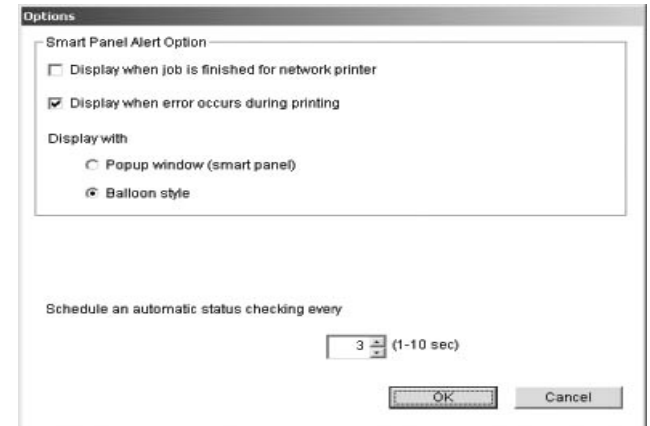 Options
Smart Panel Alert Option
Display when job is finished for network printer
Display when error occurs during printing
Display with
Popup window (smart panel)
Balloon style
Schedule an automatic status checking every
3 (1-10 sec)
OK Cancel